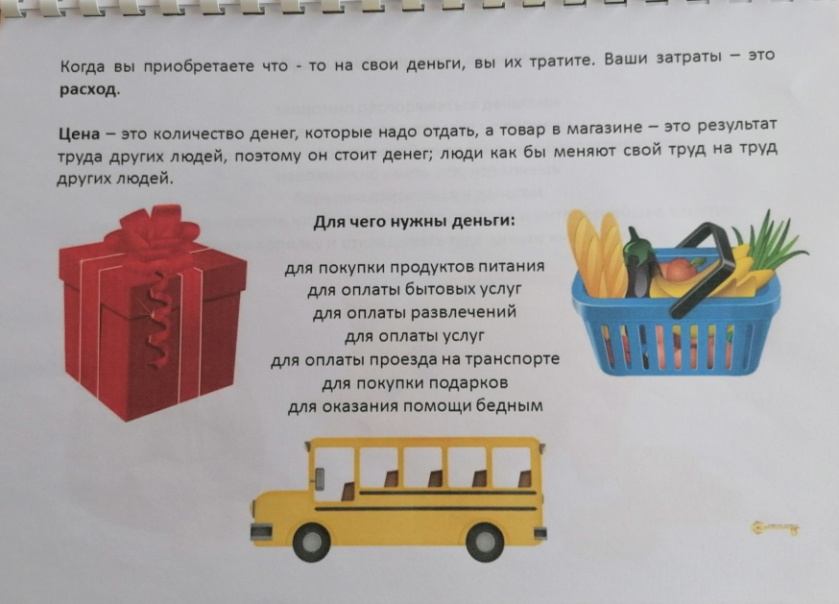 Когда вы приобретаете что - то на свои деньги, вы их тратите. Ваши затраты – это
расход.
Цена – это количество денег, которые надо отдать, а товар в магазине – это результат
труда других людей, поэтому он стоит денег; люди как бы меняют свой труд на труд
других людей.
Для чего нужны деньги:
для покупки продуктов питания
для оплаты бытовых услуг
для оплаты развлечений
для оплаты услуг
для оплаты проезда на транспорте
для покупки подарков
для оказания помощи бедным